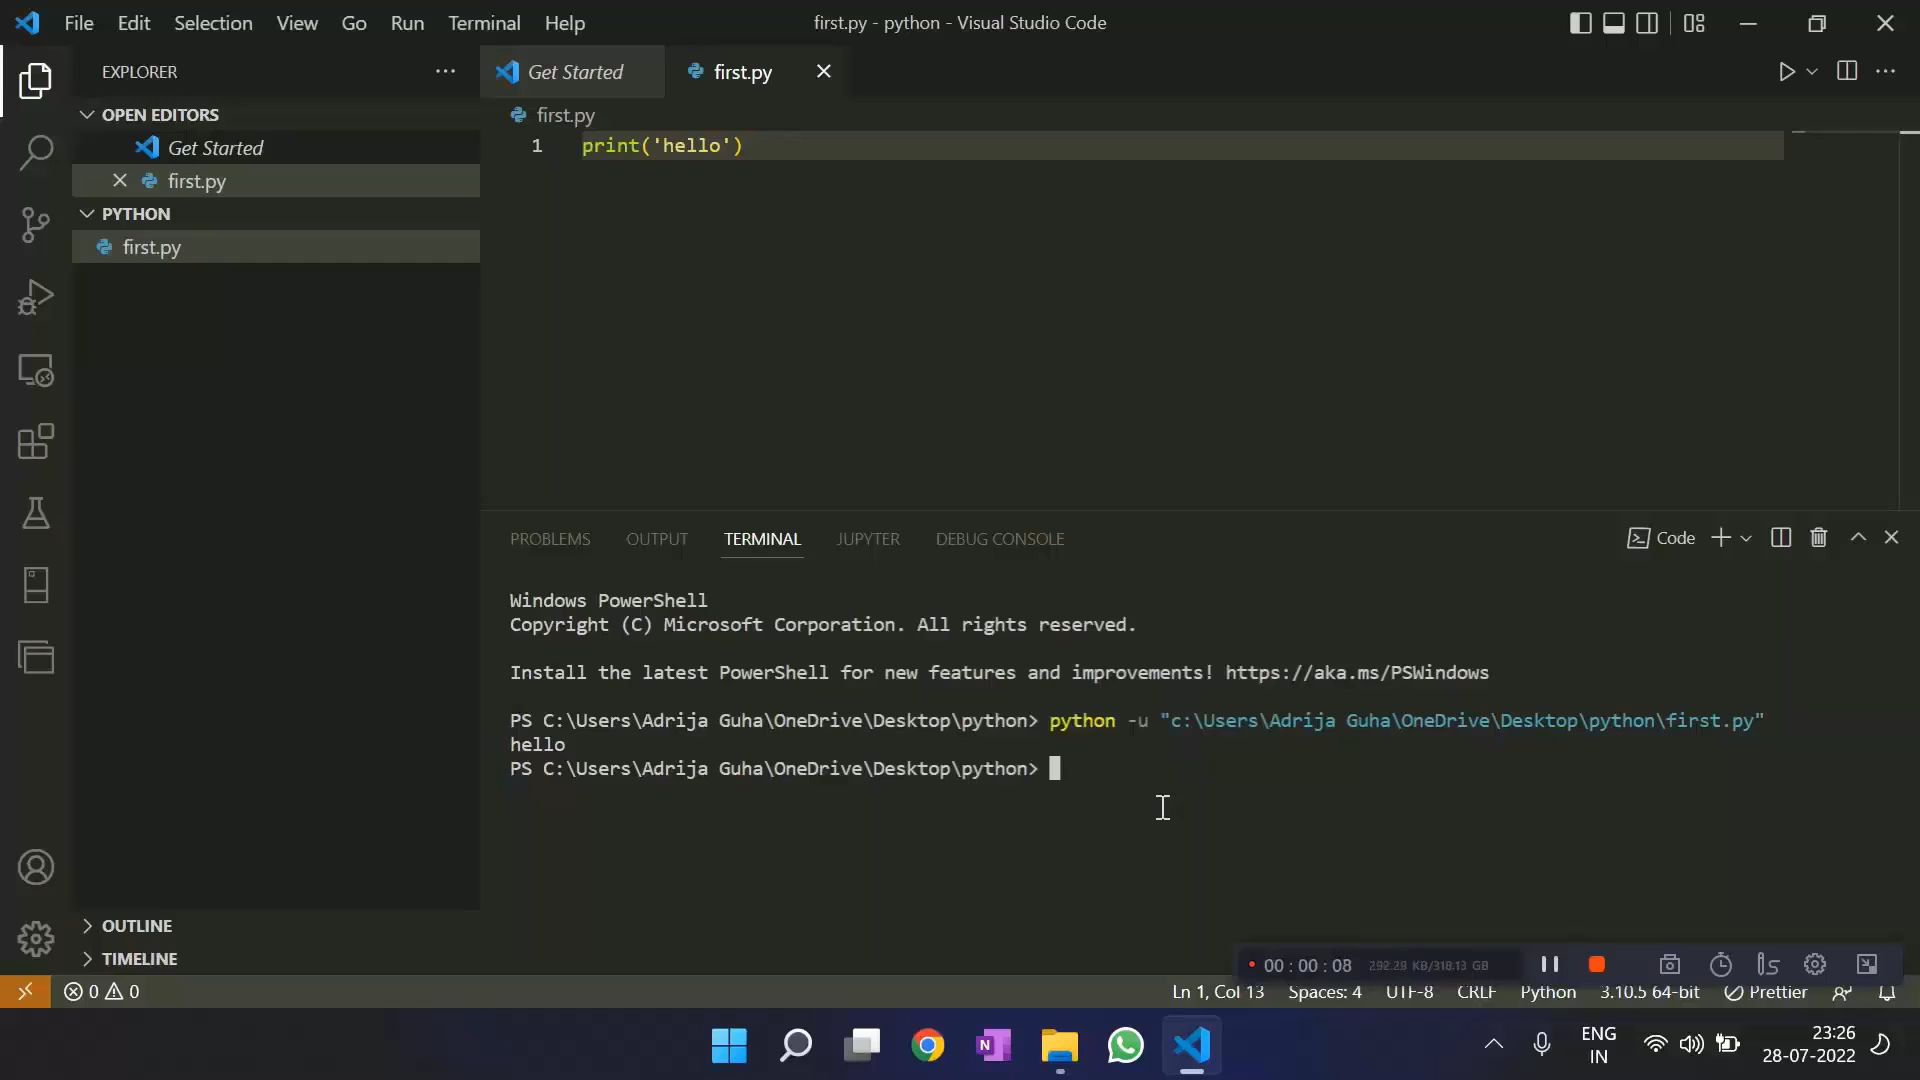 File Edit Selection View Go Run Terminal Help first.py - python - Visual Studio Code
EXPLORER
OPEN EDITORS
Get Started
first.py
PYTHON
first.py
OUTLINE
TIMELINE
Get Started first.py
first.py
1 print('hello')
PROBLEMS OUTPUT TERMINAL JUPYTER DEBUG CONSOLE Code
Windows PowerShell
Copyright (C) Microsoft Corporation. All rights reserved.
Install the latest PowerShell for new features and improvements! https://aka.ms/PSWindows
PS C:\Users\Adrija Guha\OneDrive\Desktop\python> python -u "c:\Users\Adrija Guha\OneDrive\Desktop\python\first.py"
hello
PS C:\Users\Adrija Guha\OneDrive\Desktop\python>
00 : 00 : 08 292.29 KB/318.13 GB
0 0 Ln 1, Col 13 Spaces: 4 UTF-8 CRLF Python 3.10.5 64-bit Prettier
N
ENG
IN
23:26
28-07-2022